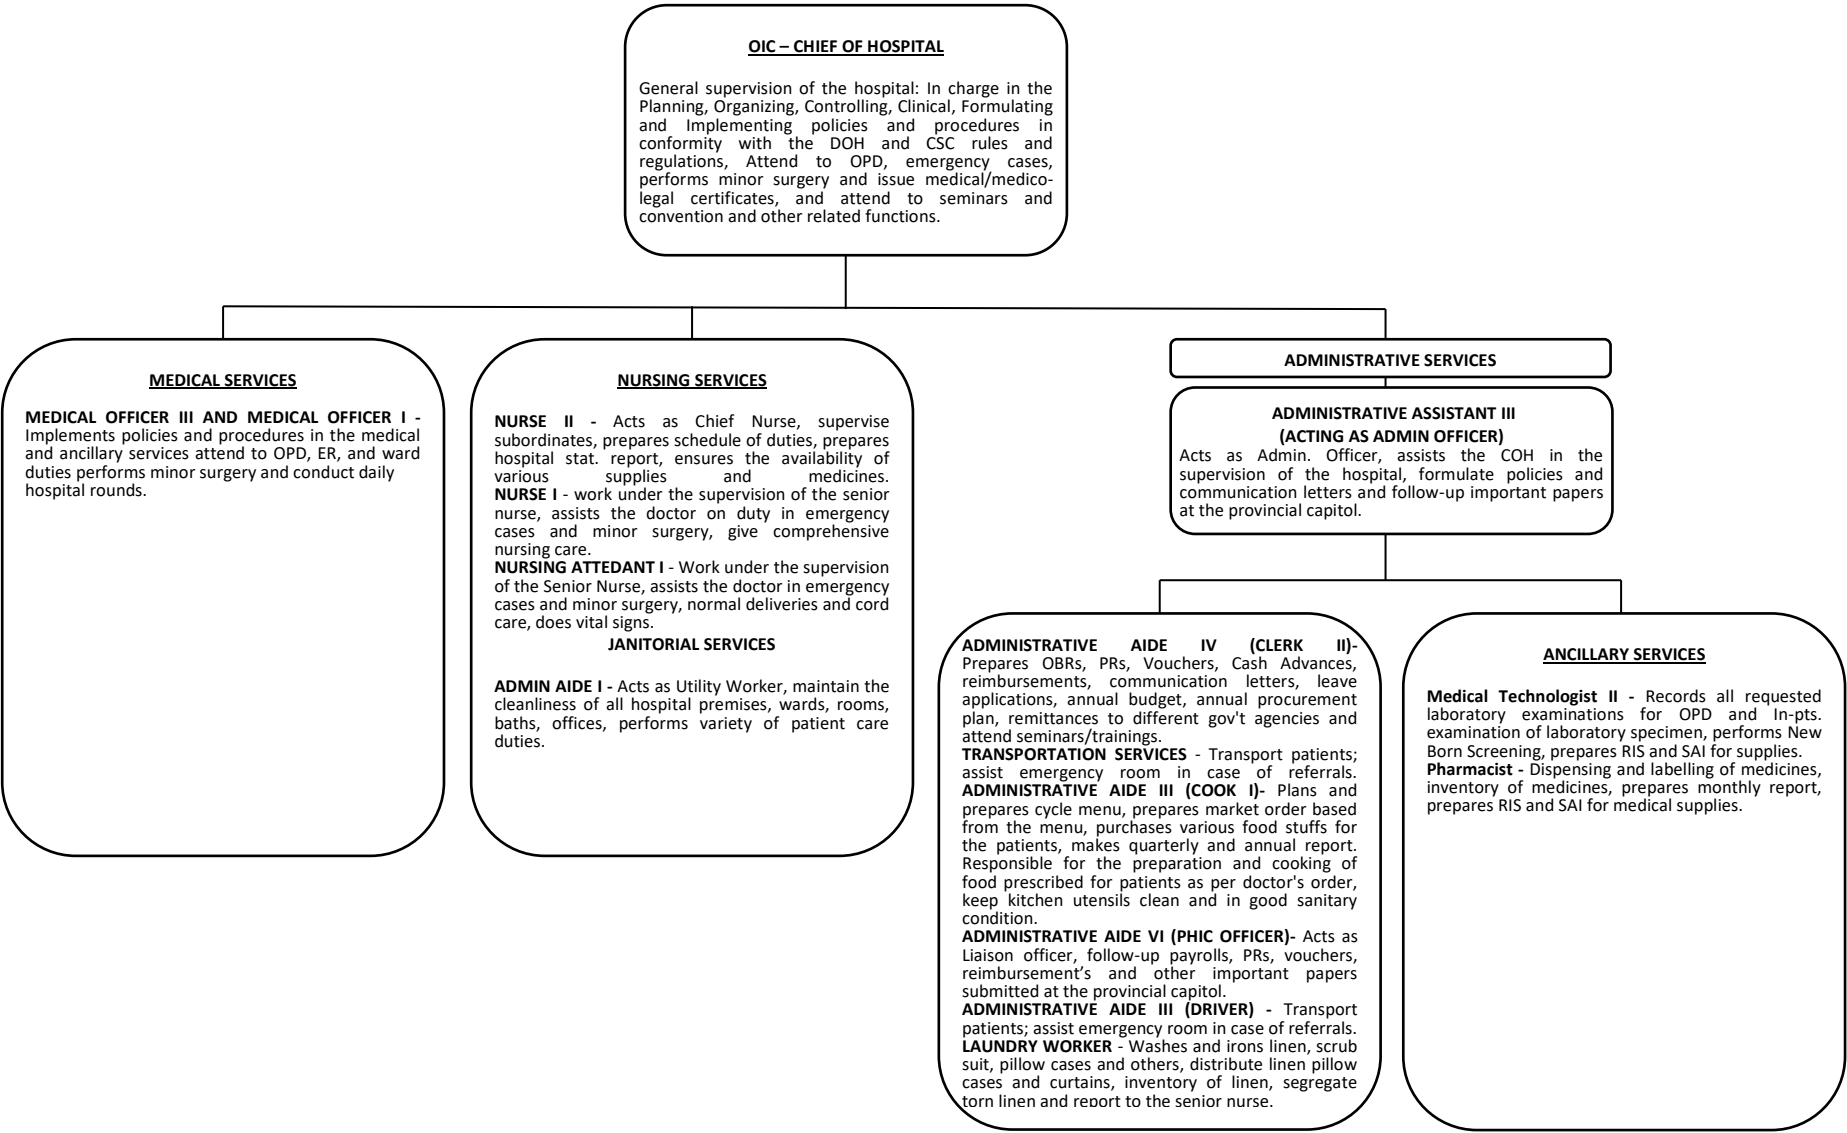 OIC – CHIEF OF HOSPITAL
General supervision of the hospital: In charge in the
Planning, Organizing, Controlling, Clinical, Formulating
and Implementing policies and procedures in
conformity with the DOH and CSC rules and
regulations, Attend to OPD, emergency cases,
performs minor surgery and issue medical/medico-
legal certificates, and attend to seminars and
convention and other related functions.
MEDICAL SERVICES
MEDICAL OFFICER III AND MEDICAL OFFICER I -
Implements policies and procedures in the medical
and ancillary services attend to OPD, ER, and ward
duties performs minor surgery and conduct daily
hospital rounds.
NURSING SERVICES
NURSE II - Acts as Chief Nurse, supervise
subordinates, prepares schedule of duties, prepares
hospital stat. report, ensures the availability of
various supplies and medicines.
NURSE I - work under the supervision of the senior
nurse, assists the doctor on duty in emergency
cases and minor surgery, give comprehensive
nursing care.
NURSING ATTEDANT I - Work under the supervision
of the Senior Nurse, assists the doctor in emergency
cases and minor surgery, normal deliveries and cord
care, does vital signs.
JANITORIAL SERVICES
ADMIN AIDE I - Acts as Utility Worker, maintain the
cleanliness of all hospital premises, wards, rooms,
baths, offices, performs variety of patient care
duties.
ADMINISTRATIVE SERVICES
ADMINISTRATIVE ASSISTANT III
(ACTING AS ADMIN OFFICER)
Acts as Admin. Officer, assists the COH in the
supervision of the hospital, formulate policies and
communication letters and follow-up important papers
at the provincial capitol.
ADMINISTRATIVE AIDE IV (CLERK II)-
Prepares OBRs, PRs, Vouchers, Cash Advances,
reimbursements, communication letters, leave
applications, annual budget, annual procurement
plan, remittances to different gov't agencies and
attend seminars/trainings.
TRANSPORTATION SERVICES - Transport patients;
assist emergency room in case of referrals.
ADMINISTRATIVE AIDE III (COOK I)- Plans and
prepares cycle menu, prepares market order based
from the menu, purchases various food stuffs for
the patients, makes quarterly and annual report.
Responsible for the preparation and cooking of
food prescribed for patients as per doctor's order,
keep kitchen utensils clean and in good sanitary
condition.
ADMINISTRATIVE AIDE VI (PHIC OFFICER)- Acts as
Liaison officer, follow-up payrolls, PRs, vouchers,
reimbursement’s and other important papers
submitted at the provincial capitol.
ADMINISTRATIVE AIDE III (DRIVER) - Transport
patients; assist emergency room in case of referrals.
LAUNDRY WORKER - Washes and irons linen, scrub
suit, pillow cases and others, distribute linen pillow
cases and curtains, inventory of linen, segregate
torn linen and report to the senior nurse.
ANCILLARY SERVICES
Medical Technologist II - Records all requested
laboratory examinations for OPD and In-pts.
examination of laboratory specimen, performs New
Born Screening, prepares RIS and SAI for supplies.
Pharmacist - Dispensing and labelling of medicines,
inventory of medicines, prepares monthly report,
prepares RIS and SAI for medical supplies.